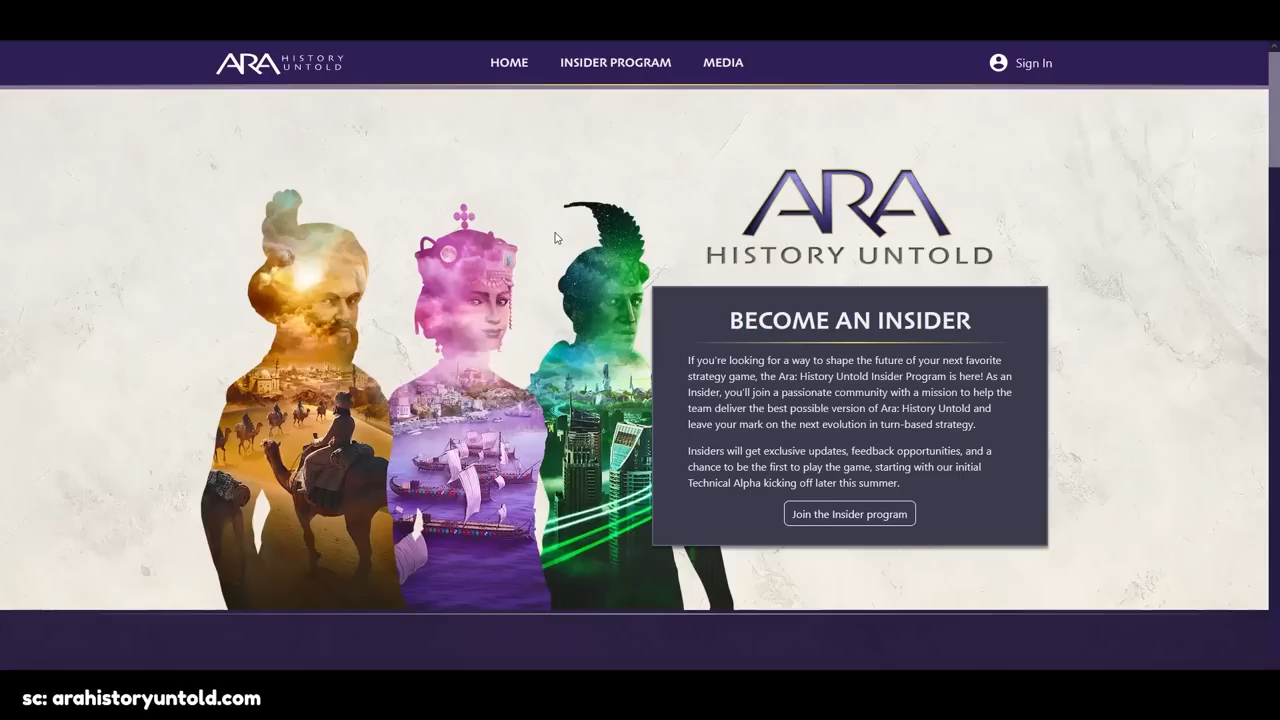 ARA HISTORY UNTOLD
HOME
INSIDER PROGRAM
MEDIA
Sign In
ARA
HISTORY UNTOLD
BECOME AN INSIDER
If you're looking for a way to shape the future of your next favorite
strategy game, the Ara: History Untold Insider Program is here! As an
Insider, you'll join a passionate community with a mission to help the
team deliver the best possible version of Ara: History Untold and
leave your mark on the next evolution in turn-based strategy.
Insiders will get exclusive updates, feedback opportunities, and a
chance to be the first to play the game, starting with our initial
Technical Alpha kicking off later this summer.
Join the Insider program
sc: arahistoryuntold.com